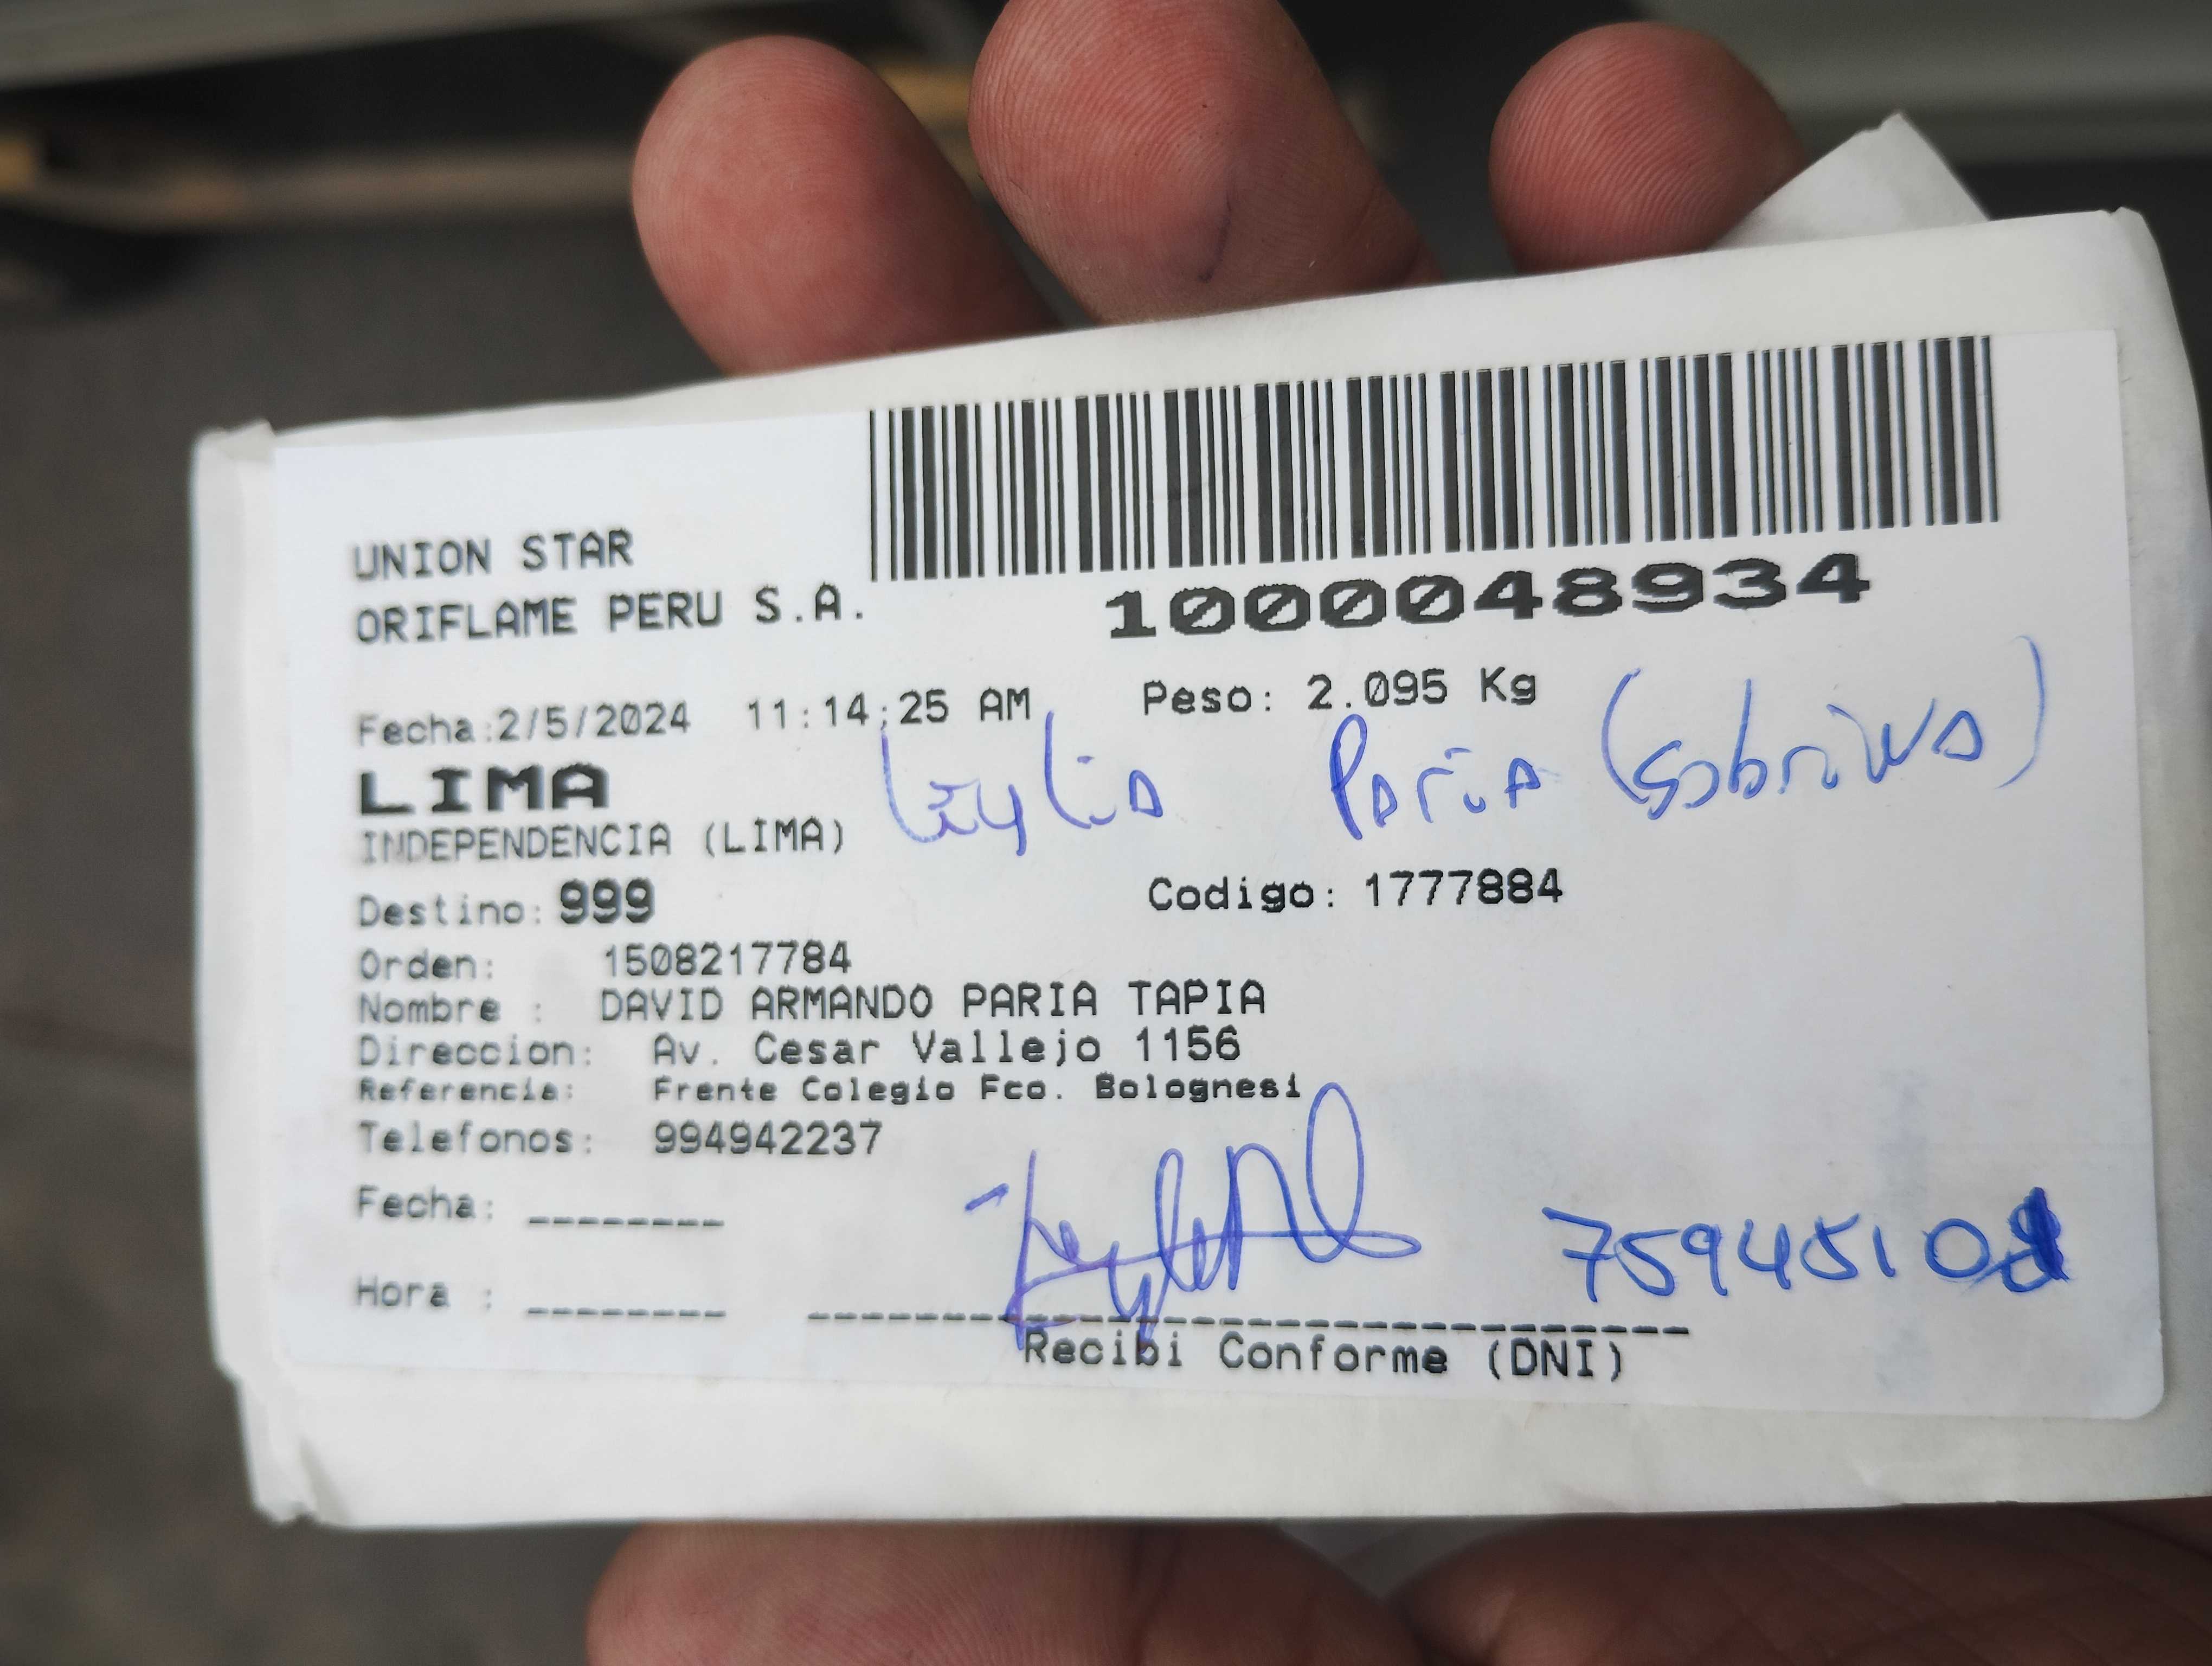 UNION STAR
ORIFLAME PERU S.A.
1000048934
Fecha:2/5/2024 11:14:25 AM Peso: 2.095 Kg
LIMA
Paria (sobrina)
INDEPENDENCIA (LIMA)
Destino: 999 Codigo: 1777884
Orden: 1508217784
Nombre : DAVID ARMANDO PARIA TAPIA
Direccion: Av. Cesar Vallejo 1156
Referencia: Frente Colegio Fco. Bolognesi
Telefonos: 994942237
Fecha: ________
Hora : ________
Recibi Conforme (DNI)